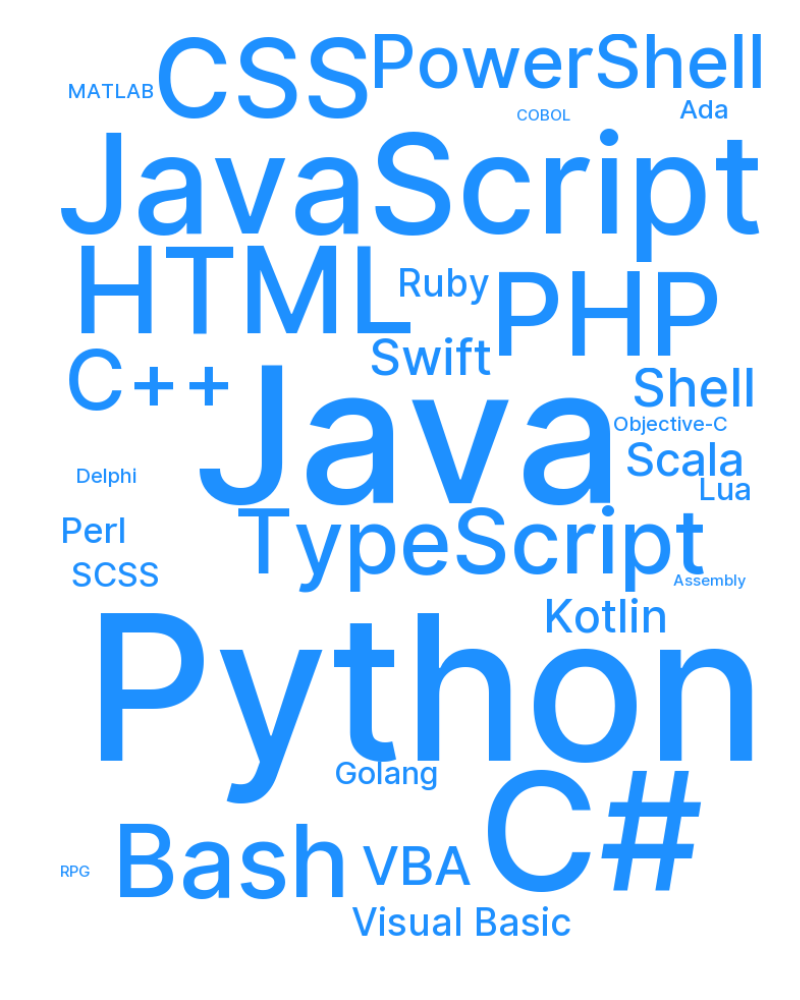 CSS PowerShell
MATLAB
COBOL Ada
JavaScript
HTML Ruby PHP
Swift
C++ Shell
Java
Objective-C
Scala
Delphi
Lua
Perl TypeScript
SCSS
Assembly
Kotlin
Python
Golang
C#
Bash VBA
RPG
Visual Basic